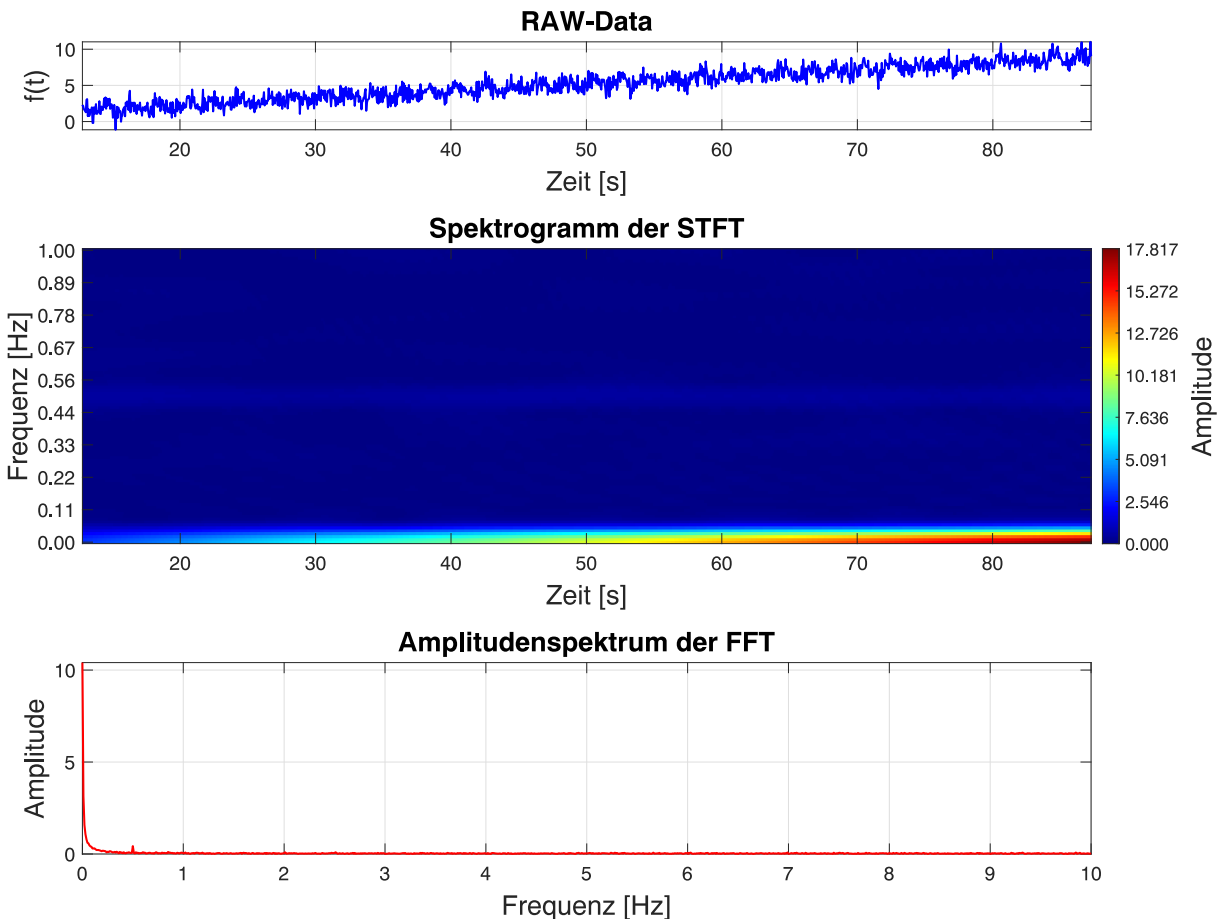 RAW-Data
10
5
0
f(t)
20 30 40 50 60 70 80
Zeit [s]
Spektrogramm der STFT
1.00
0.89
0.78
0.67
0.56
0.44
0.33
0.22
0.11
0.00
Frequenz [Hz]
20 30 40 50 60 70 80
Zeit [s]
17.817
15.272
12.726
10.181
7.636
5.091
2.546
0.000
Amplitude
Amplitudenspektrum der FFT
10
5
0
Amplitude
0 1 2 3 4 5 6 7 8 9 10
Frequenz [Hz]